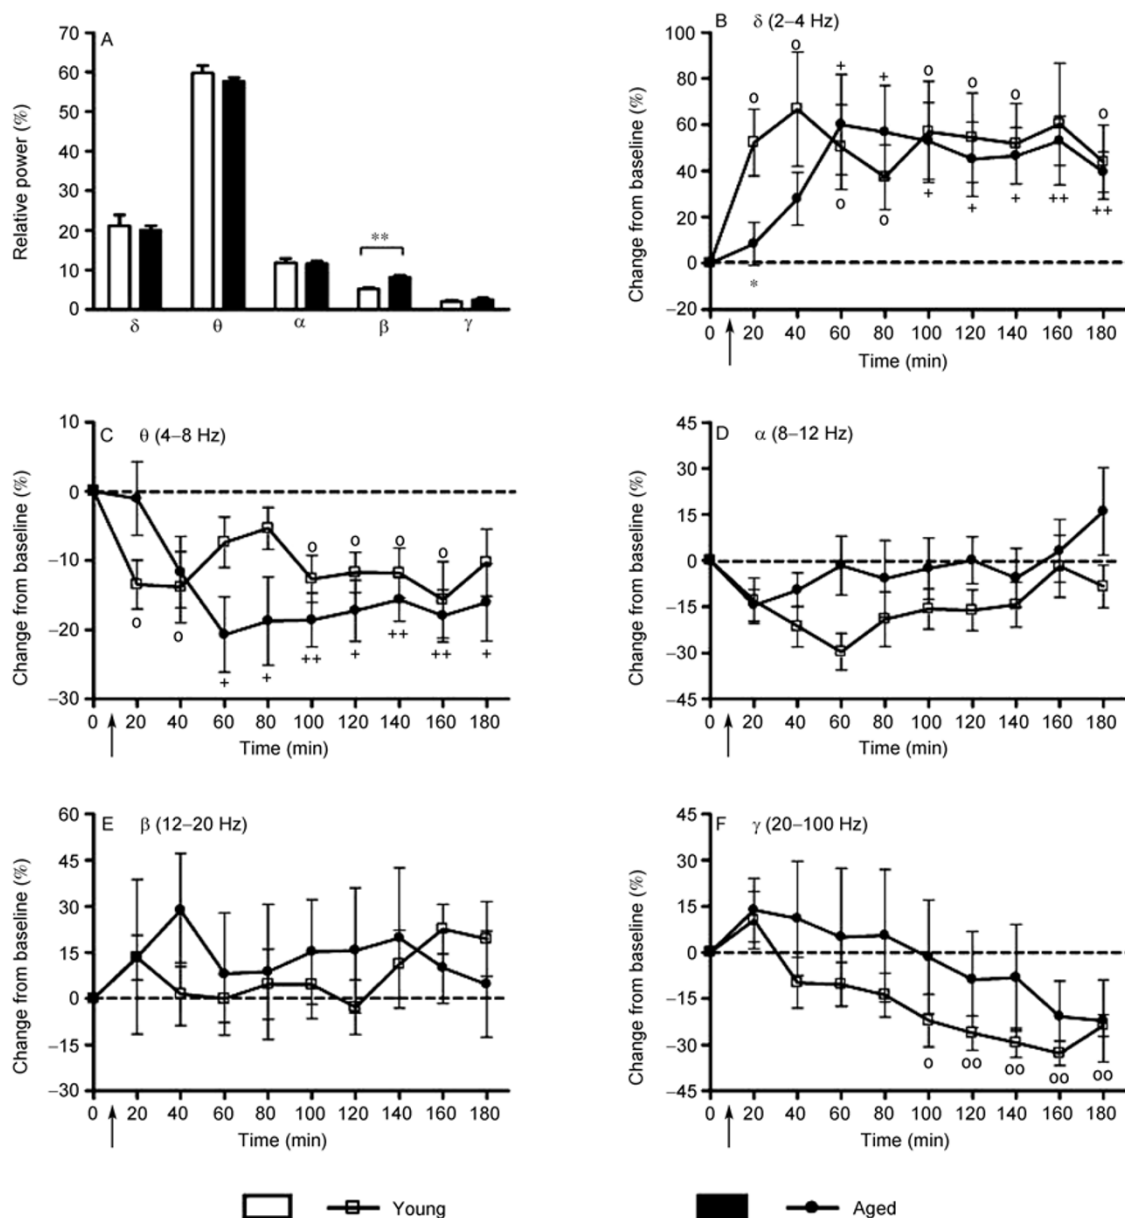 A
Relative power (%)
70
60
50
40
30
20
10
0
**
δ θ α β γ
B δ (2–4 Hz)
Change from baseline (%)
100
80
60
40
20
0
−20
o o + + o o o o
o o + + + ++ ++
*
0 20 40 60 80 100 120 140 160 180
Time (min)
C θ (4–8 Hz)
Change from baseline (%)
10
0
−10
−20
−30
o o o o
o o + + ++ + ++ ++ +
0 20 40 60 80 100 120 140 160 180
Time (min)
D α (8–12 Hz)
Change from baseline (%)
45
30
15
0
−15
−30
−45
0 20 40 60 80 100 120 140 160 180
Time (min)
E β (12–20 Hz)
Change from baseline (%)
60
45
30
15
0
−15
−30
0 20 40 60 80 100 120 140 160 180
Time (min)
F γ (20–100 Hz)
Change from baseline (%)
45
30
15
0
−15
−30
−45
o oo oo oo oo
0 20 40 60 80 100 120 140 160 180
Time (min)
Young Aged